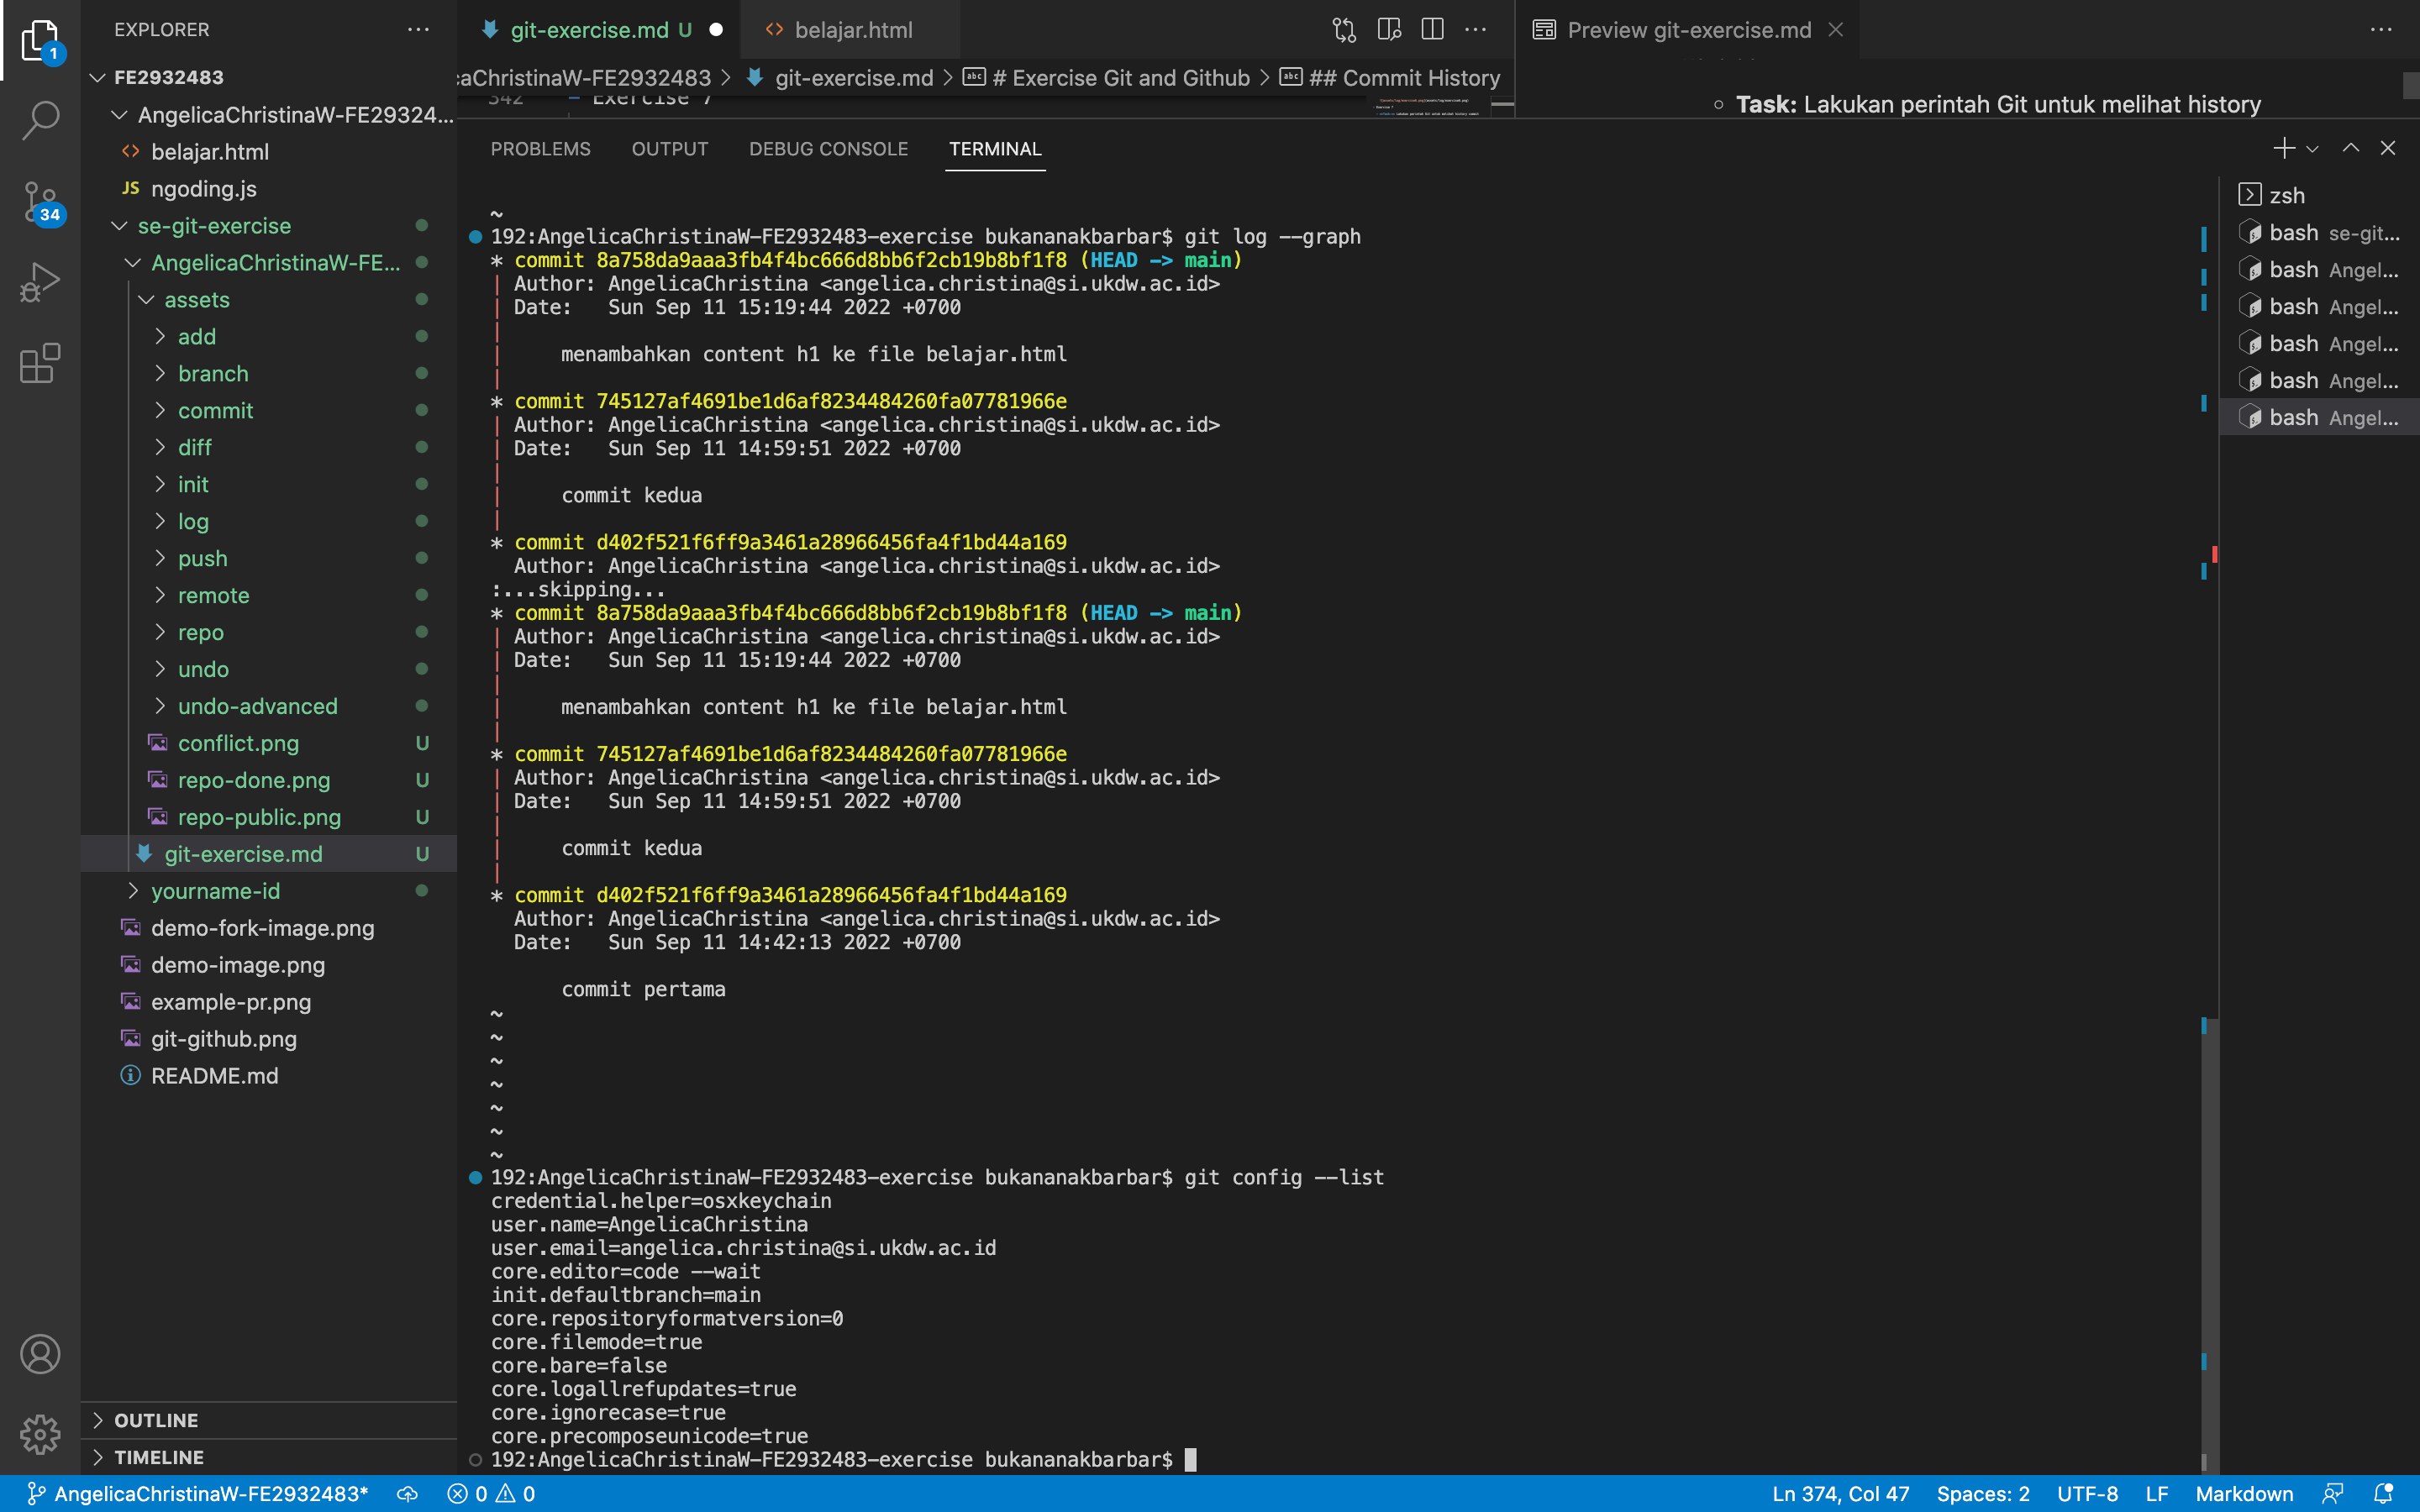 EXPLORER
FE2932483
AngelicaChristinaW-FE29324...
belajar.html
JS ngoding.js
se-git-exercise
AngelicaChristinaW-FE...
assets
add
branch
commit
diff
init
log
push
remote
repo
undo
undo-advanced
conflict.png U
repo-done.png U
repo-public.png U
git-exercise.md U
yourname-id
demo-fork-image.png
demo-image.png
example-pr.png
git-github.png
README.md
OUTLINE
TIMELINE
1
34
git-exercise.md U
belajar.html
Preview git-exercise.md
caChristinaW-FE2932483 > git-exercise.md > abc # Exercise Git and Github > abc ## Commit History
342 - Exercise 7
Task: Lakukan perintah Git untuk melihat history
PROBLEMS OUTPUT DEBUG CONSOLE TERMINAL
~
192:AngelicaChristinaW-FE2932483-exercise bukananakbarbar$ git log --graph
* commit 8a758da9aaa3fb4f4bc666d8bb6f2cb19b8bf1f8 (HEAD -> main)
| Author: AngelicaChristina <angelica.christina@si.ukdw.ac.id>
| Date:   Sun Sep 11 15:19:44 2022 +0700
|
|     menambahkan content h1 ke file belajar.html
|
* commit 745127af4691be1d6af8234484260fa07781966e
| Author: AngelicaChristina <angelica.christina@si.ukdw.ac.id>
| Date:   Sun Sep 11 14:59:51 2022 +0700
|
|     commit kedua
|
* commit d402f521f6ff9a3461a28966456fa4f1bd44a169
Author: AngelicaChristina <angelica.christina@si.ukdw.ac.id>
:...skipping...
* commit 8a758da9aaa3fb4f4bc666d8bb6f2cb19b8bf1f8 (HEAD -> main)
| Author: AngelicaChristina <angelica.christina@si.ukdw.ac.id>
| Date:   Sun Sep 11 15:19:44 2022 +0700
|
|     menambahkan content h1 ke file belajar.html
|
* commit 745127af4691be1d6af8234484260fa07781966e
| Author: AngelicaChristina <angelica.christina@si.ukdw.ac.id>
| Date:   Sun Sep 11 14:59:51 2022 +0700
|
|     commit kedua
|
* commit d402f521f6ff9a3461a28966456fa4f1bd44a169
Author: AngelicaChristina <angelica.christina@si.ukdw.ac.id>
Date:   Sun Sep 11 14:42:13 2022 +0700
commit pertama
~
~
~
~
~
~
~
192:AngelicaChristinaW-FE2932483-exercise bukananakbarbar$ git config --list
credential.helper=osxkeychain
user.name=AngelicaChristina
user.email=angelica.christina@si.ukdw.ac.id
core.editor=code --wait
init.defaultbranch=main
core.repositoryformatversion=0
core.filemode=true
core.bare=false
core.logallrefupdates=true
core.ignorecase=true
core.precomposeunicode=true
192:AngelicaChristinaW-FE2932483-exercise bukananakbarbar$
zsh
bash se-git...
bash Angel...
bash Angel...
bash Angel...
bash Angel...
bash Angel...
AngelicaChristinaW-FE2932483* 0 0
Ln 374, Col 47 Spaces: 2 UTF-8 LF Markdown